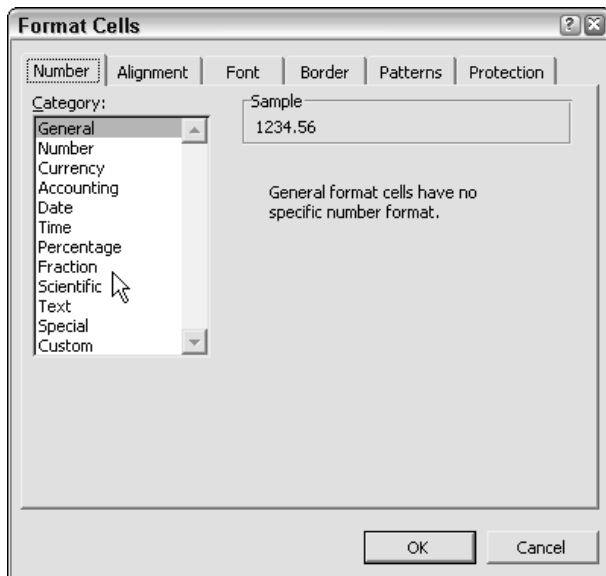 Format Cells
Number Alignment Font Border Patterns Protection
Category:
General
Number
Currency
Accounting
Date
Time
Percentage
Fraction
Scientific
Text
Special
Custom
Sample
1234.56
General format cells have no
specific number format.
OK Cancel